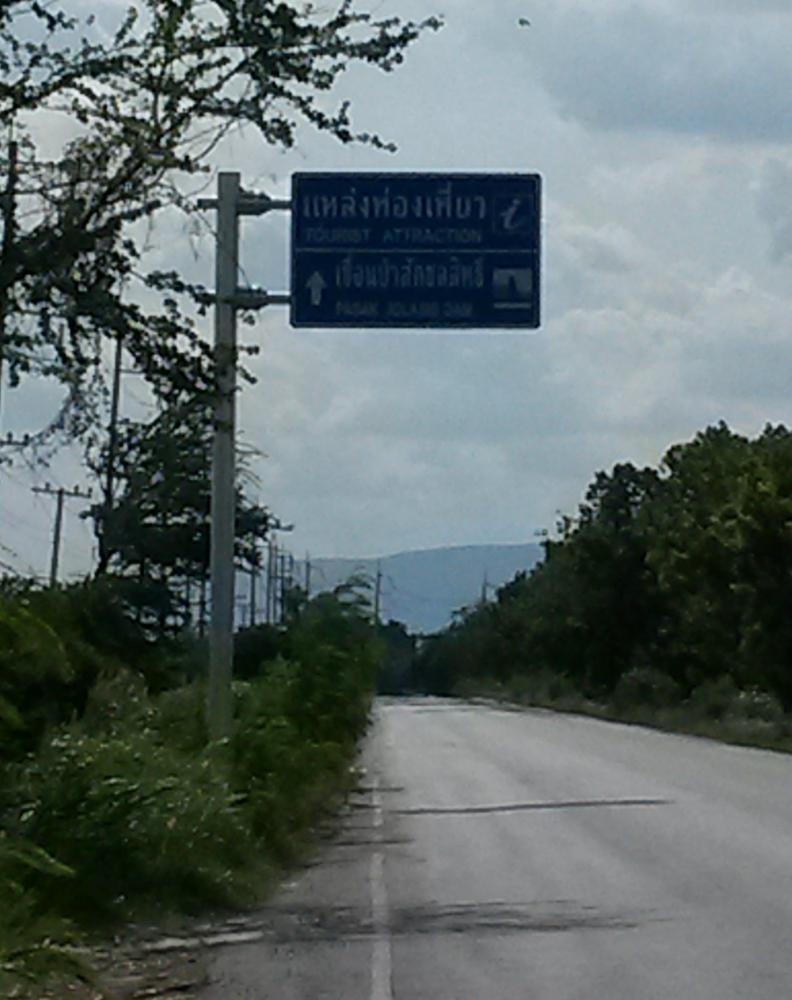 แหล่งท่องเที่ยว i
TOURIST ATTRACTION
เขื่อนป่าสักชลสิทธิ์
PASAK JOLASID DAM